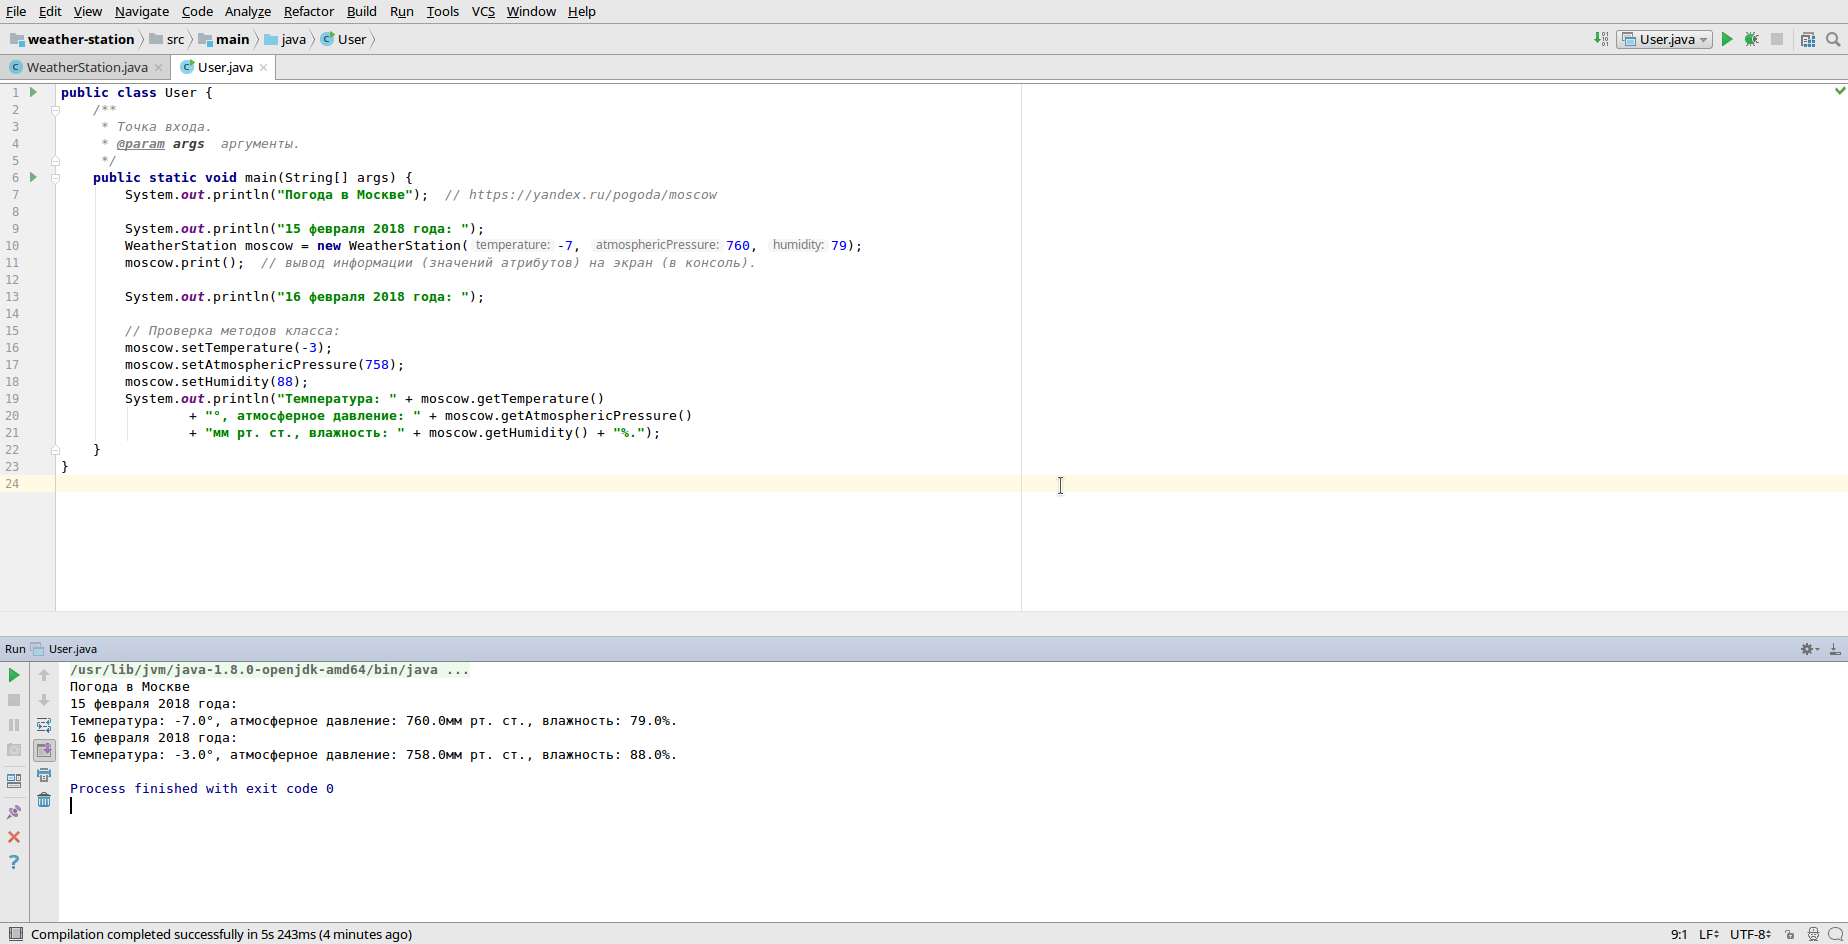 File Edit View Navigate Code Analyze Refactor Build Run Tools VCS Window Help
weather-station src main java User User.java
WeatherStation.java User.java
1 public class User {
2 /**
3 * Точка входа.
4 * @param args аргументы.
5 */
6 public static void main(String[] args) {
7 System.out.println("Погода в Москве"); // https://yandex.ru/pogoda/moscow
8
9 System.out.println("15 февраля 2018 года: ");
10 WeatherStation moscow = new WeatherStation( temperature: -7, atmosphericPressure: 760, humidity: 79);
11 moscow.print(); // вывод информации (значений атрибутов) на экран (в консоль).
12
13 System.out.println("16 февраля 2018 года: ");
14
15 // Проверка методов класса:
16 moscow.setTemperature(-3);
17 moscow.setAtmosphericPressure(758);
18 moscow.setHumidity(88);
19 System.out.println("Температура: " + moscow.getTemperature()
20 + "°, атмосферное давление: " + moscow.getAtmosphericPressure()
21 + "мм рт. ст., влажность: " + moscow.getHumidity() + "%.");
22 }
23 }
24
Run User.java
/usr/lib/jvm/java-1.8.0-openjdk-amd64/bin/java ...
Погода в Москве
15 февраля 2018 года:
Температура: -7.0°, атмосферное давление: 760.0мм рт. ст., влажность: 79.0%.
16 февраля 2018 года:
Температура: -3.0°, атмосферное давление: 758.0мм рт. ст., влажность: 88.0%.
Process finished with exit code 0
Compilation completed successfully in 5s 243ms (4 minutes ago) 9:1 LF UTF-8